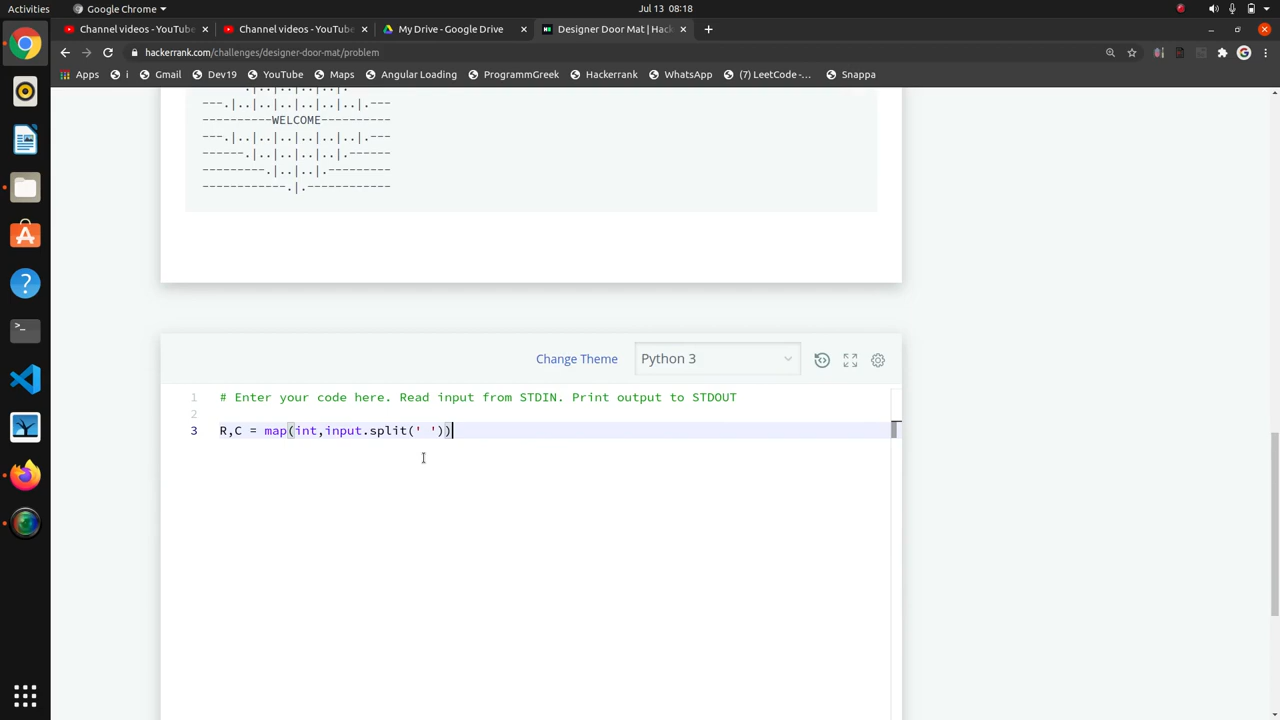 Activities
Google Chrome
Jul 13 08:18
Channel videos - YouTube
Channel videos - YouTube
My Drive - Google Drive
Designer Door Mat | Hack
hackerrank.com/challenges/designer-door-mat/problem
Apps
i
Gmail
Dev19
YouTube
Maps
Angular Loading
ProgrammGreek
Hackerrank
WhatsApp
(7) LeetCode -...
Snappa
---.|..|..|..|..|..|..|.---
----------WELCOME----------
---.|..|..|..|..|..|..|.---
------.|..|..|..|..|.------
---------.|..|..|.---------
------------.|.------------
Change Theme
Python 3
1 # Enter your code here. Read input from STDIN. Print output to STDOUT
2
3 R,C = map(int,input.split(' '))